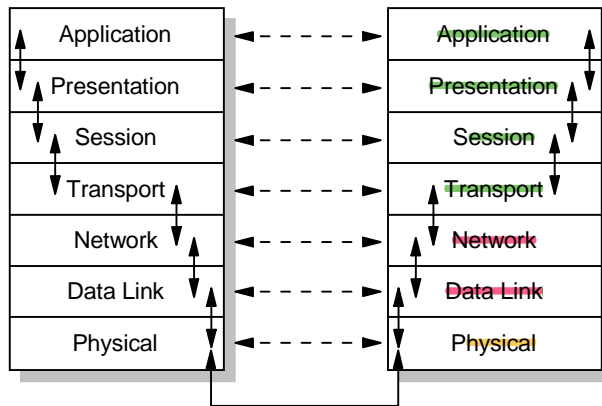 Application
Application
Presentation
Presentation
Session
Session
Transport
Transport
Network
Network
Data Link
Data Link
Physical
Physical